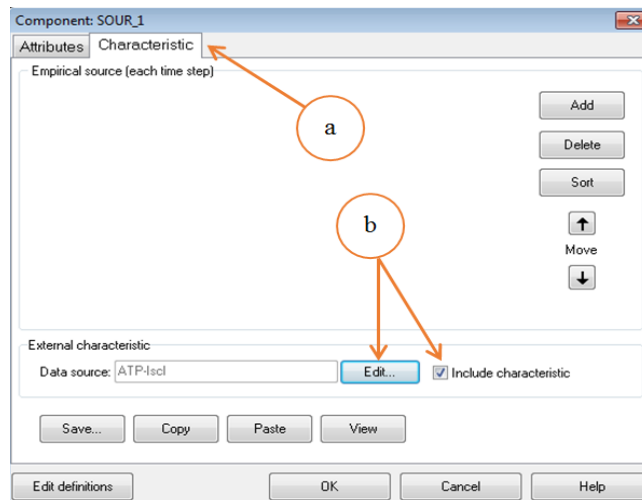 Component: SOUR_1
Attributes Characteristic
Empirical source (each time step)
Add
a
Delete
Sort
b
Move
External characteristic
Data source: ATP-Iscl Edit... Include characteristic
Save... Copy Paste View
Edit definitions OK Cancel Help